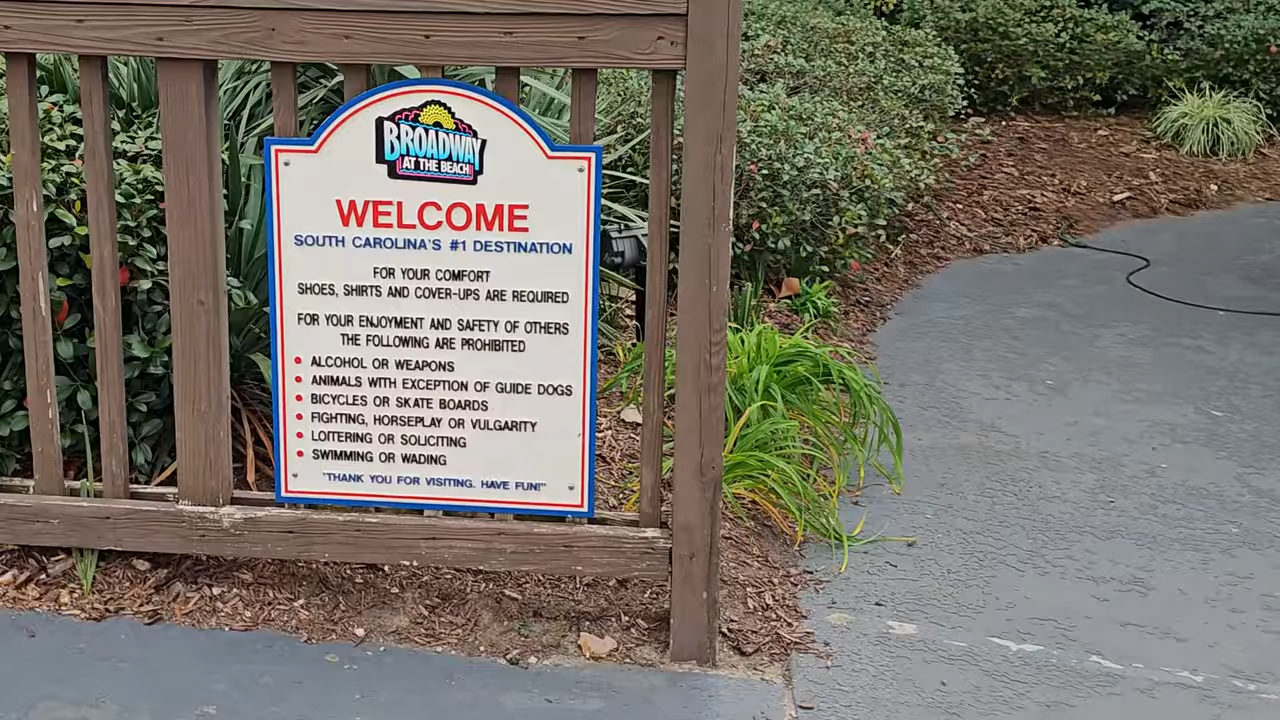 BROADWAY
AT THE BEACH
WELCOME
SOUTH CAROLINA'S #1 DESTINATION
FOR YOUR COMFORT
SHOES, SHIRTS AND COVER-UPS ARE REQUIRED
FOR YOUR ENJOYMENT AND SAFETY OF OTHERS
THE FOLLOWING ARE PROHIBITED
• ALCOHOL OR WEAPONS
• ANIMALS WITH EXCEPTION OF GUIDE DOGS
• BICYCLES OR SKATE BOARDS
• FIGHTING, HORSEPLAY OR VULGARITY
• LOITERING OR SOLICITING
• SWIMMING OR WADING
"THANK YOU FOR VISITING. HAVE FUN!"